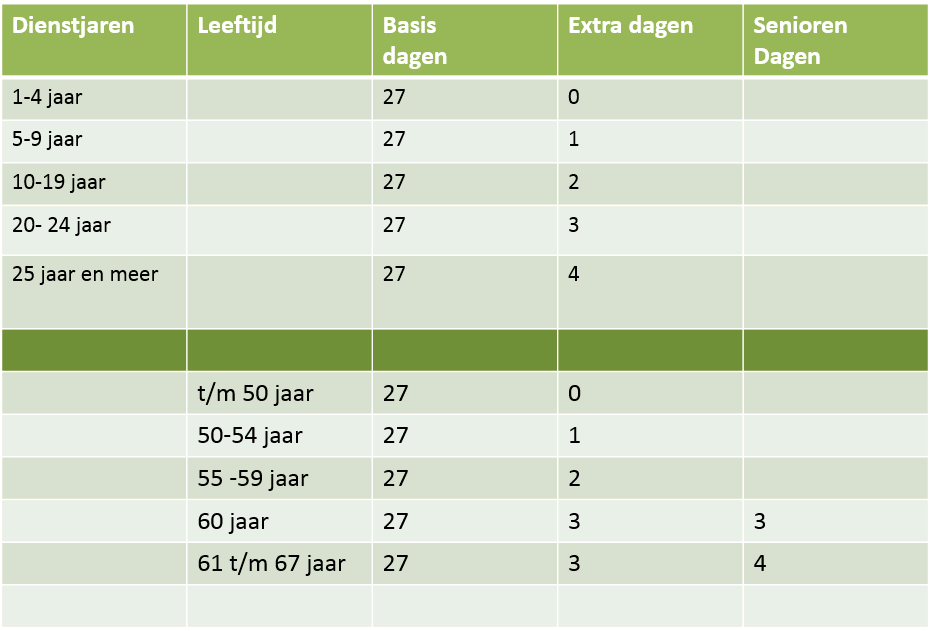 Dienstjaren Leeftijd Basis dagen Extra dagen Senioren Dagen
1-4 jaar 27 0
5-9 jaar 27 1
10-19 jaar 27 2
20- 24 jaar 27 3
25 jaar en meer 27 4
t/m 50 jaar 27 0
50-54 jaar 27 1
55 -59 jaar 27 2
60 jaar 27 3 3
61 t/m 67 jaar 27 3 4